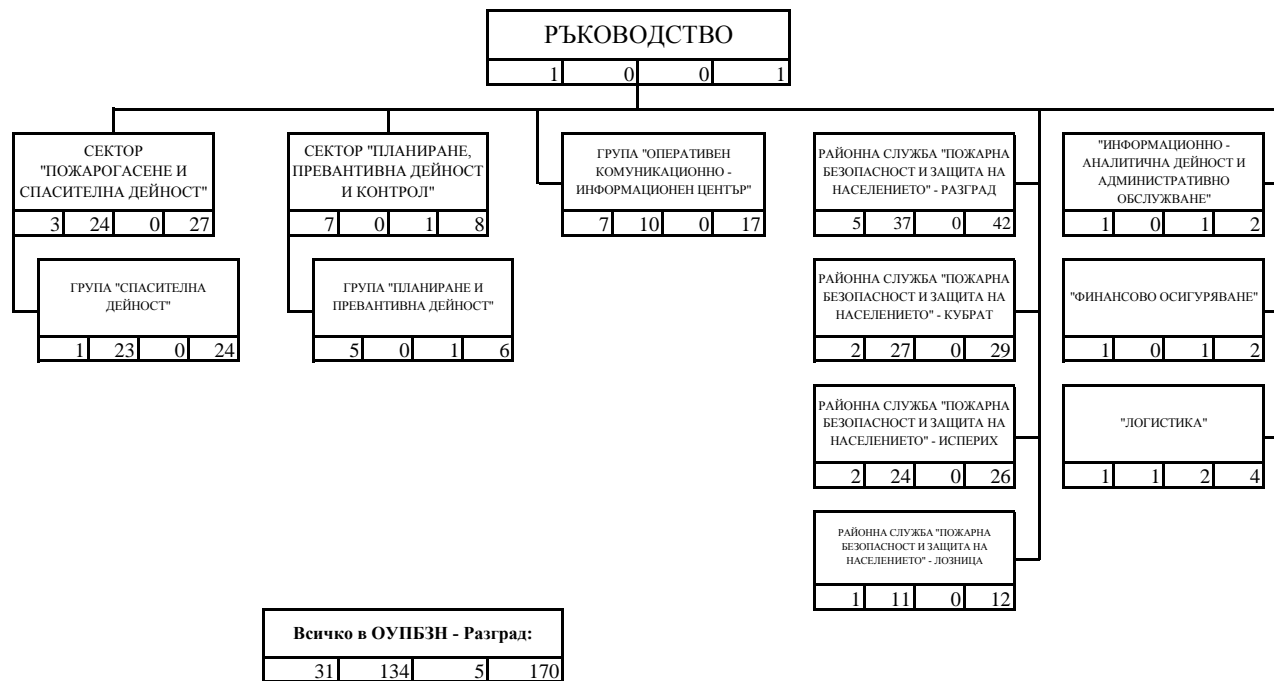 РЪКОВОДСТВО
1 0 0 1
СЕКТОР
"ПОЖАРОГАСЕНЕ И
СПАСИТЕЛНА ДЕЙНОСТ"
3 24 0 27
ГРУПА "СПАСИТЕЛНА
ДЕЙНОСТ"
1 23 0 24
СЕКТОР "ПЛАНИРАНЕ,
ПРЕВАНТИВНА ДЕЙНОСТ
И КОНТРОЛ"
7 0 1 8
ГРУПА "ПЛАНИРАНЕ И
ПРЕВАНТИВНА ДЕЙНОСТ"
5 0 1 6
ГРУПА "ОПЕРАТИВЕН
КОМУНИКАЦИОННО -
ИНФОРМАЦИОНЕН ЦЕНТЪР"
7 10 0 17
РАЙОННА СЛУЖБА "ПОЖАРНА
БЕЗОПАСНОСТ И ЗАЩИТА НА
НАСЕЛЕНИЕТО" - РАЗГРАД
5 37 0 42
РАЙОННА СЛУЖБА "ПОЖАРНА
БЕЗОПАСНОСТ И ЗАЩИТА НА
НАСЕЛЕНИЕТО" - КУБРАТ
2 27 0 29
РАЙОННА СЛУЖБА "ПОЖАРНА
БЕЗОПАСНОСТ И ЗАЩИТА НА
НАСЕЛЕНИЕТО" - ИСПЕРИХ
2 24 0 26
РАЙОННА СЛУЖБА "ПОЖАРНА
БЕЗОПАСНОСТ И ЗАЩИТА НА
НАСЕЛЕНИЕТО" - ЛОЗНИЦА
1 11 0 12
"ИНФОРМАЦИОННО -
АНАЛИТИЧНА ДЕЙНОСТ И
АДМИНИСТРАТИВНО
ОБСЛУЖВАНЕ"
1 0 1 2
"ФИНАНСОВО ОСИГУРЯВАНЕ"
1 0 1 2
"ЛОГИСТИКА"
1 1 2 4
Всичко в ОУПБЗН - Разград:
31 134 5 170